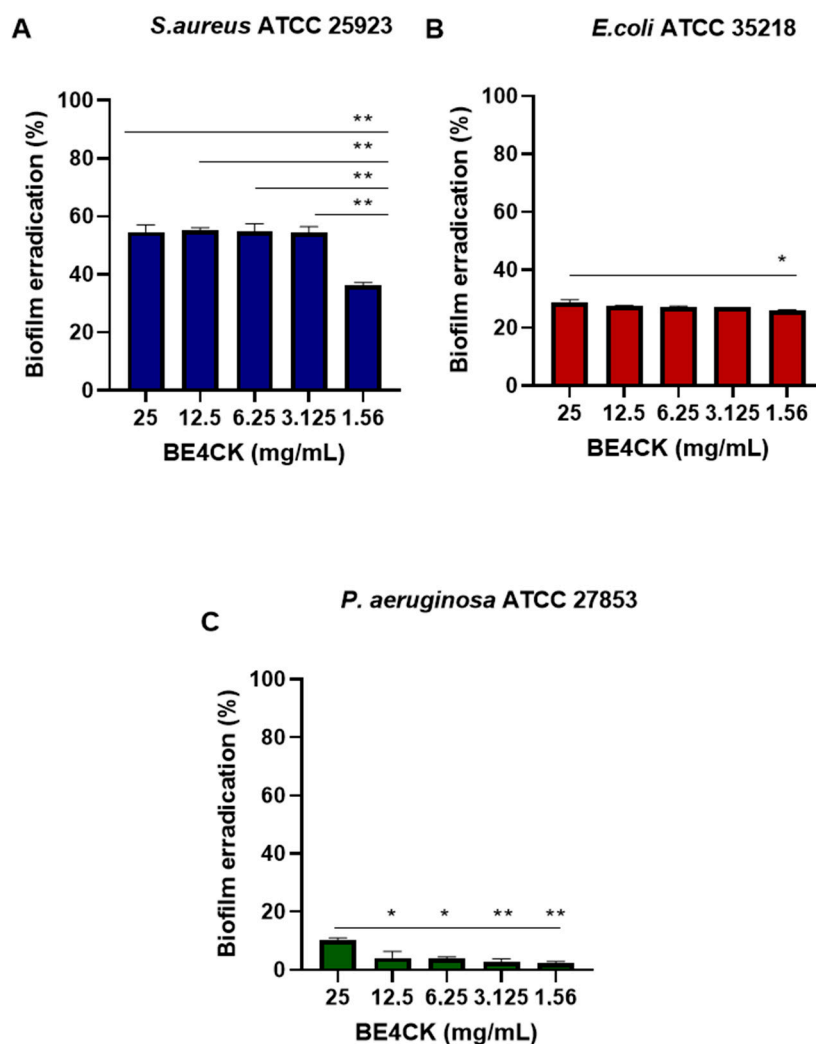 A
S.aureus ATCC 25923
Biofilm erradication (%)
100
80
60
40
20
0
**
**
**
**
25 12.5 6.25 3.125 1.56
BE4CK (mg/mL)
B
E.coli ATCC 35218
Biofilm erradication (%)
100
80
60
40
20
0
*
25 12.5 6.25 3.125 1.56
BE4CK (mg/mL)
C
P. aeruginosa ATCC 27853
Biofilm erradication (%)
100
80
60
40
20
0
* * ** **
25 12.5 6.25 3.125 1.56
BE4CK (mg/mL)